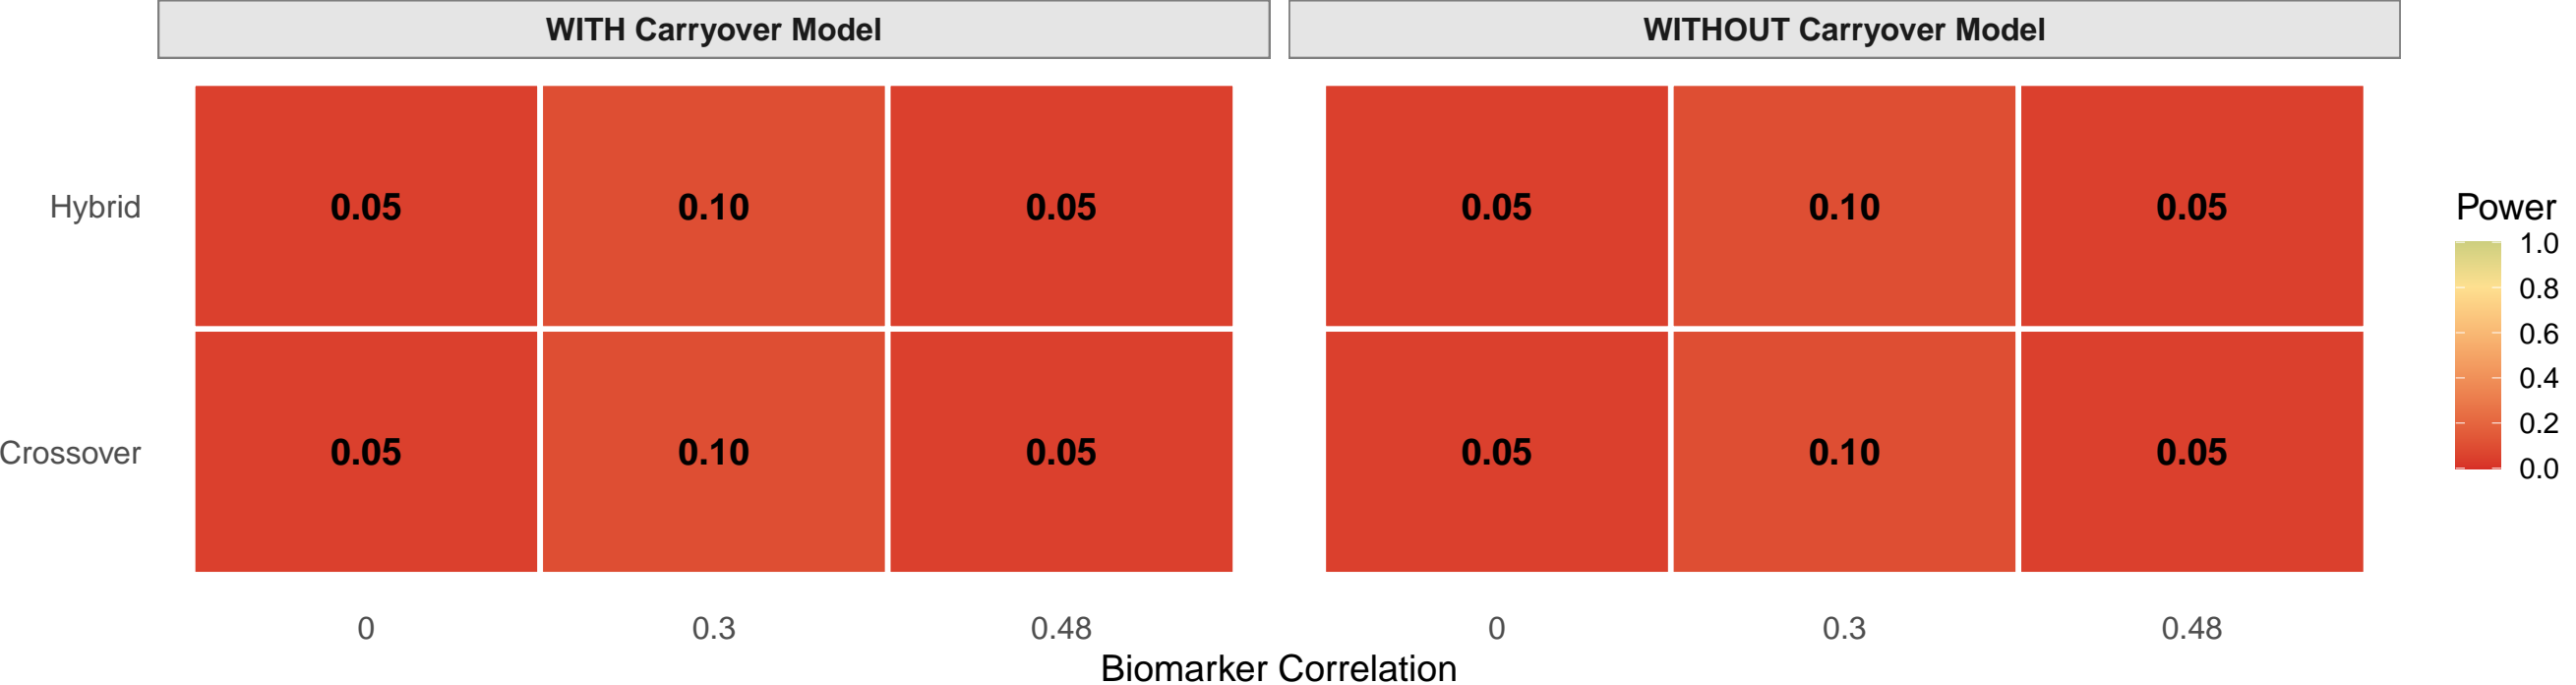 WITH Carryover Model WITHOUT Carryover Model
Hybrid 0.05 0.10 0.05 0.05 0.10 0.05
Crossover 0.05 0.10 0.05 0.05 0.10 0.05
0 0.3 0.48 0 0.3 0.48
Biomarker Correlation
Power
1.0
0.8
0.6
0.4
0.2
0.0